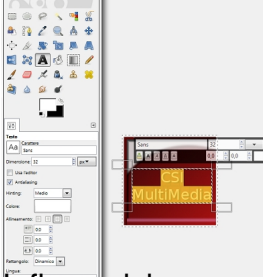 Aa
Testo
Carattere
Sans
Dimensione: 32
px
Usa l'editor
Antialiasing
Hinting:
Medio
Colore:
Allineamento:
0,0
0,0
0,0
Rettangolo:
Dinamico
Lingua:
Sans
32
0,0
0,0
CSI
MultiMedia